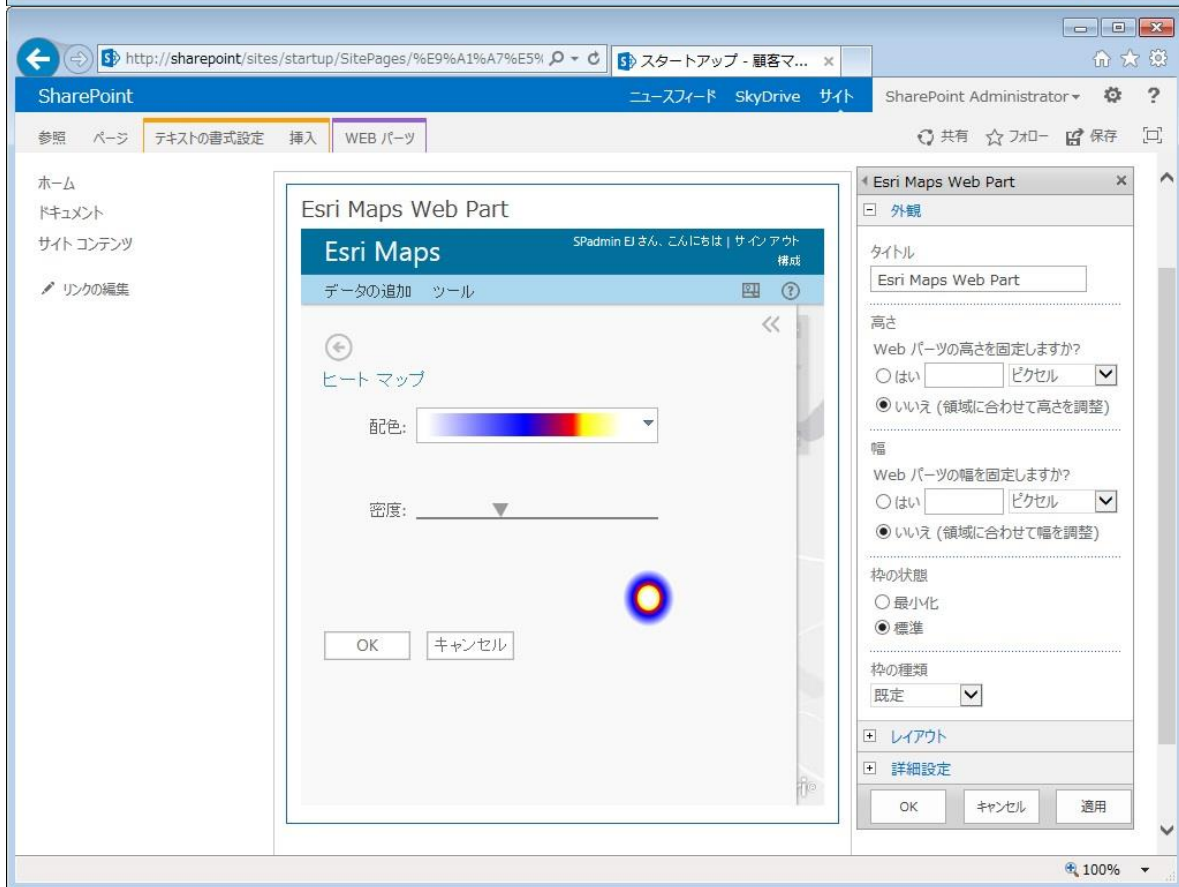 http://sharepoint/sites/startup/SitePages/%E9%A1%A7%E5%
スタートアップ - 顧客マ...
SharePoint
ニュースフィード SkyDrive サイト SharePoint Administrator
参照 ページ テキストの書式設定 挿入 WEB パーツ
共有 フォロー 保存
ホーム
ドキュメント
サイト コンテンツ
リンクの編集
Esri Maps Web Part
Esri Maps
SPadmin EJ さん、こんにちは | サインアウト
構成
データの追加 ツール
ヒート マップ
配色:
密度:
OK キャンセル
Esri Maps Web Part
外観
タイトル
Esri Maps Web Part
高さ
Web パーツの高さを固定しますか?
はい ピクセル
いいえ (領域に合わせて高さを調整)
幅
Web パーツの幅を固定しますか?
はい ピクセル
いいえ (領域に合わせて幅を調整)
枠の状態
最小化
標準
枠の種類
既定
レイアウト
詳細設定
OK キャンセル 適用
100%